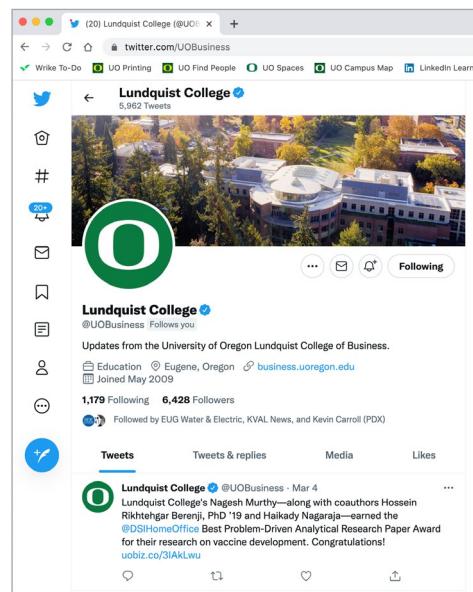 (20) Lundquist College (@UO
twitter.com/UOBusiness
Wrike To-Do UO Printing UO Find People UO Spaces UO Campus Map LinkedIn Learn
Lundquist College
5,962 Tweets
20+
Following
Lundquist College
@UOBusiness Follows you
Updates from the University of Oregon Lundquist College of Business.
Education Eugene, Oregon business.uoregon.edu
Joined May 2009
1,179 Following 6,428 Followers
Followed by EUG Water & Electric, KVAL News, and Kevin Carroll (PDX)
Tweets Tweets & replies Media Likes
Lundquist College @UOBusiness · Mar 4
Lundquist College's Nagesh Murthy—along with coauthors Hossein
Rikhtehgar Berenji, PhD '19 and Haikady Nagaraja—earned the
@DSIHomeOffice Best Problem-Driven Analytical Research Paper Award
for their research on vaccine development. Congratulations!
uobiz.co/3IAkLwu